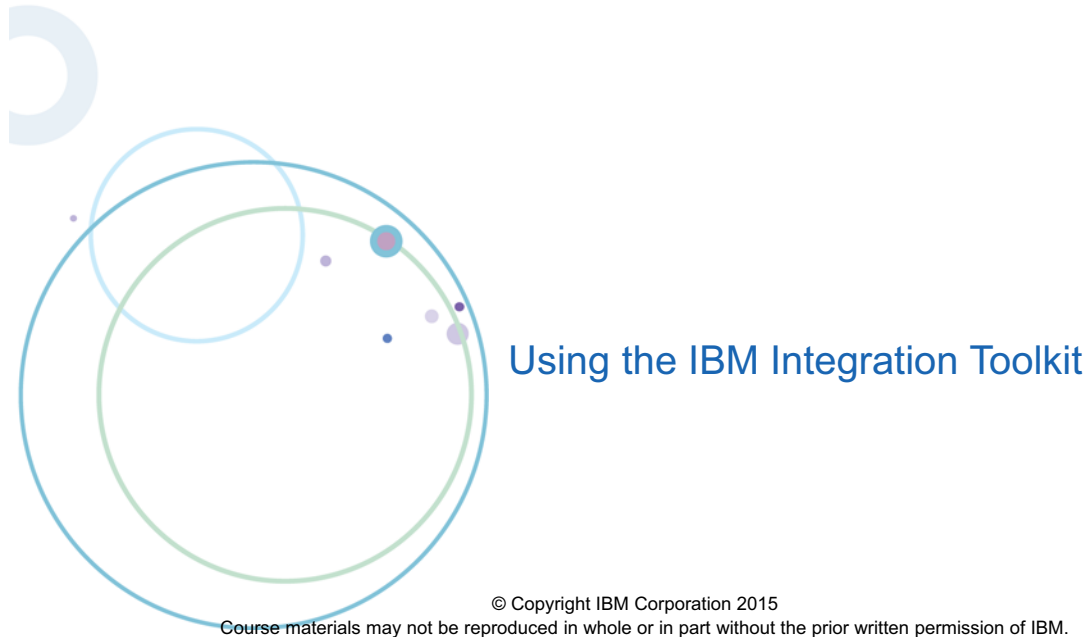 Using the IBM Integration Toolkit
© Copyright IBM Corporation 2015
Course materials may not be reproduced in whole or in part without the prior written permission of IBM.